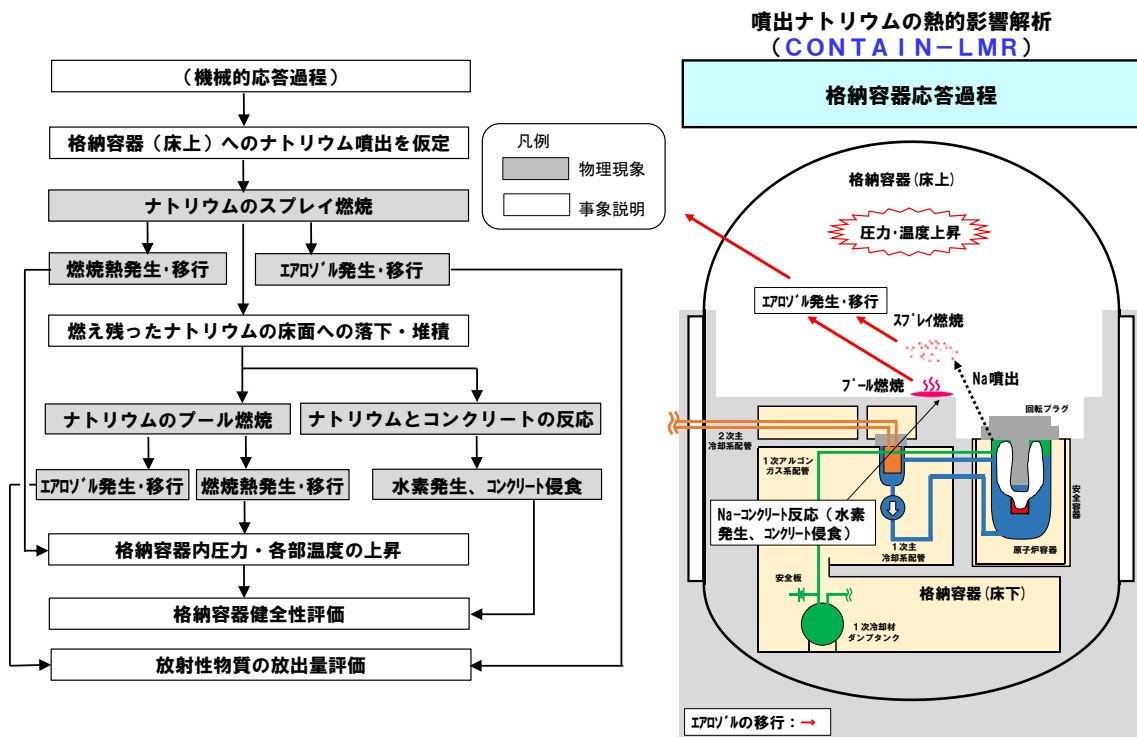 (機械的応答過程)
格納容器(床上)へのナトリウム噴出を仮定
ナトリウムのスプレイ燃焼
燃焼熱発生・移行
エアロゾル発生・移行
燃え残ったナトリウムの床面への落下・堆積
ナトリウムのプール燃焼
ナトリウムとコンクリートの反応
エアロゾル発生・移行
燃焼熱発生・移行
水素発生、コンクリート侵食
格納容器内圧力・各部温度の上昇
格納容器健全性評価
放射性物質の放出量評価
凡例
物理現象
事象説明
噴出ナトリウムの熱的影響解析
(CONTAIN-LMR)
格納容器応答過程
格納容器(床上)
圧力・温度上昇
エアロゾル発生・移行
スプレイ燃焼
プール燃焼
Na噴出
回転プラグ
2次主
冷却系配管
1次アルゴン
ガス系配管
安全容器
Na-コンクリート反応(水素
発生、コンクリート侵食)
原子炉容器
1次主
冷却系配管
安全板
格納容器(床下)
1次冷却材
ダンプタンク
エアロゾルの移行:→